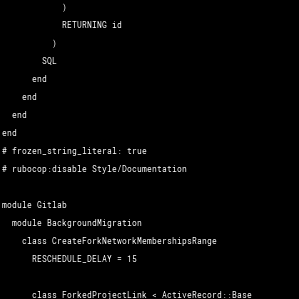 )
RETURNING id
)
SQL
end
end
end
end
# frozen_string_literal: true
# rubocop:disable Style/Documentation
module Gitlab
module BackgroundMigration
class CreateForkNetworkMembershipsRange
RESCHEDULE_DELAY = 15
class ForkedProjectLink < ActiveRecord::Base